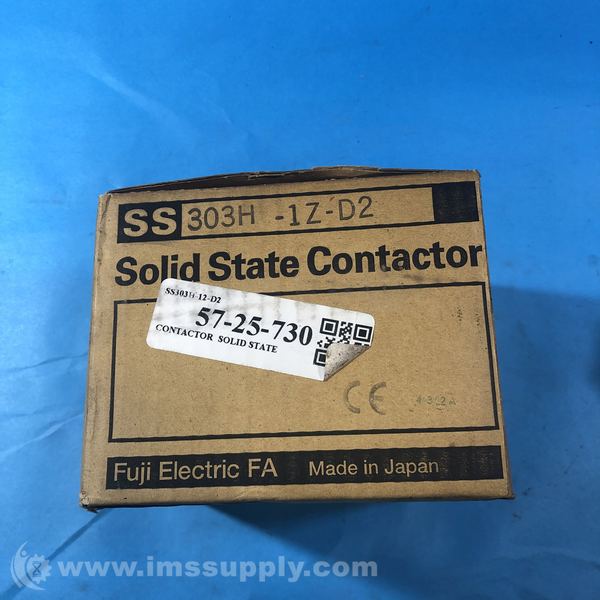 SS 303H -1Z-D2
Solid State Contactor
SS303H-12-D2
57-25-730
CONTACTOR SOLID STATE
CE
Fuji Electric FA Made in Japan
www.imssupply.com